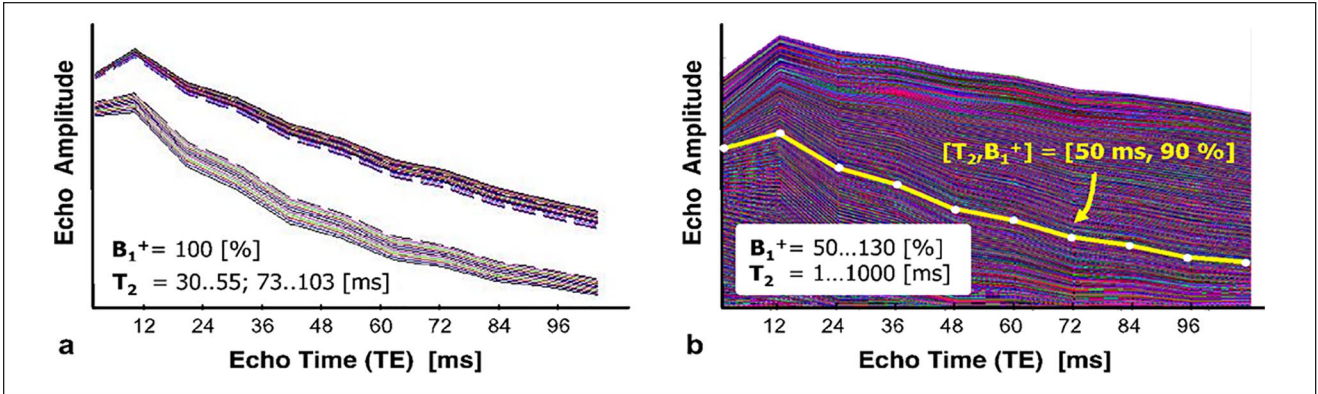 Echo Amplitude
B₁⁺= 100 [%]
T₂ = 30..55; 73..103 [ms]
12 24 36 48 60 72 84 96
a
Echo Time (TE) [ms]
Echo Amplitude
[T₂,B₁⁺] = [50 ms, 90 %]
B₁⁺= 50...130 [%]
T₂ = 1...1000 [ms]
12 24 36 48 60 72 84 96
b
Echo Time (TE) [ms]